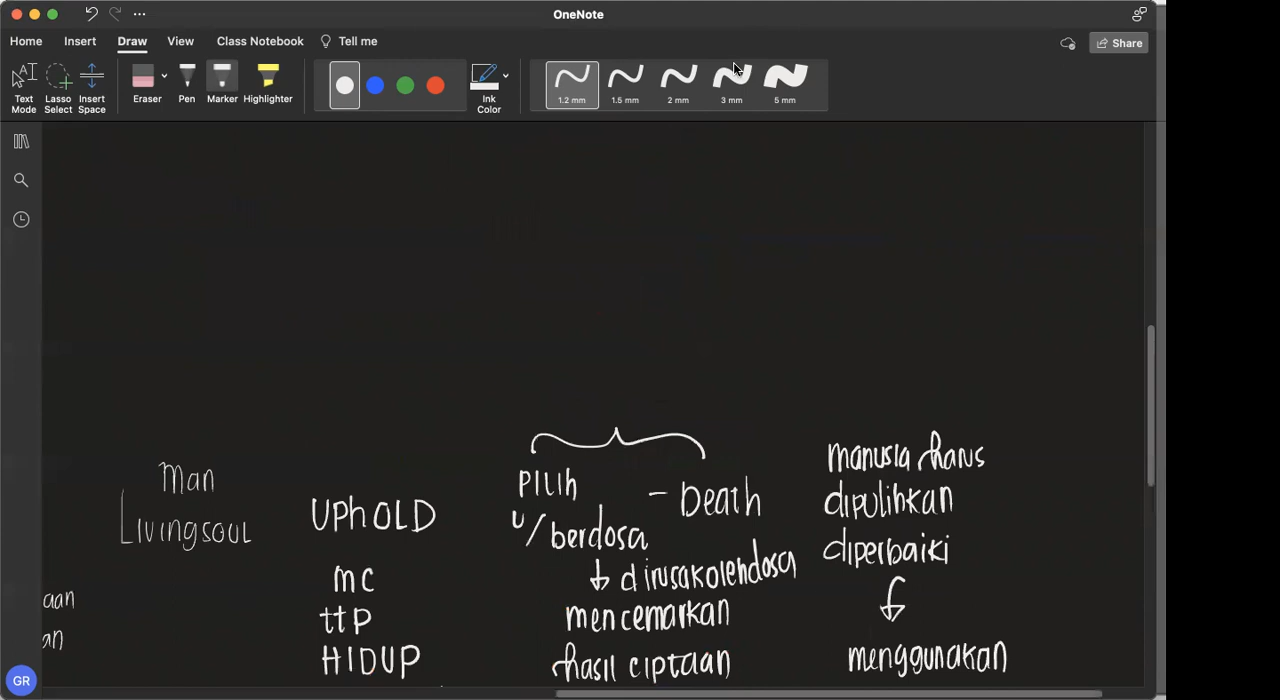 OneNote
Home Insert Draw View Class Notebook Tell me
Share
Text Mode
Lasso Select
Insert Space
Eraser
Pen
Marker
Highlighter
Ink Color
1.2 mm
1.5 mm
2 mm
3 mm
5 mm
Man
Livingsoul
aan
an
UPhOLD
mc
ttp
HIDUP
PILIh
u/berdosa
- Death
dirusakolehdosa
mencemarkan
hasil ciptaan
manusia harus
dipulihkan
diperbaiki
menggunakan
GR